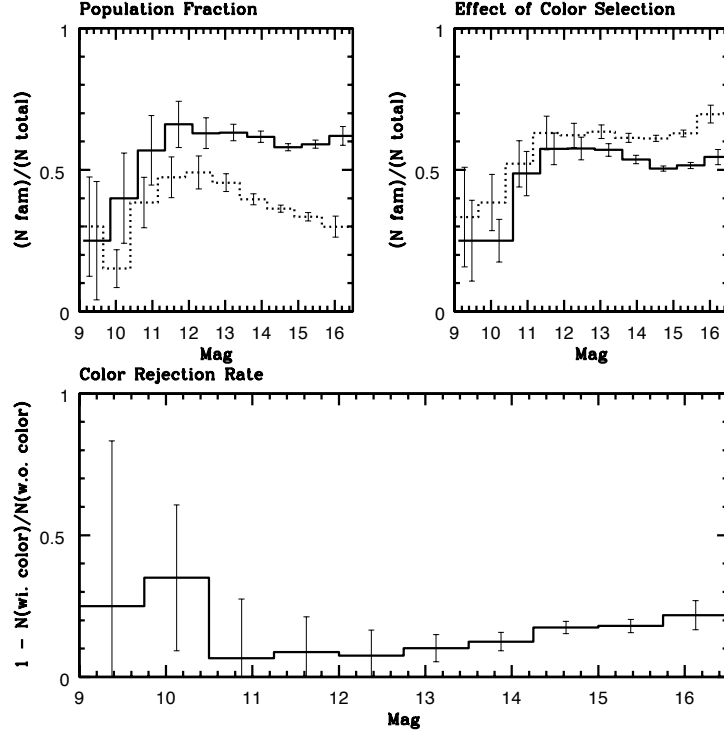 Population Fraction
(N fam)/(N total)
1
0.5
0
9 10 11 12 13 14 15 16
Mag
Effect of Color Selection
(N fam)/(N total)
1
0.5
0
9 10 11 12 13 14 15 16
Mag
Color Rejection Rate
1 - N(wi. color)/N(w.o. color)
1
0.5
0
9 10 11 12 13 14 15 16
Mag